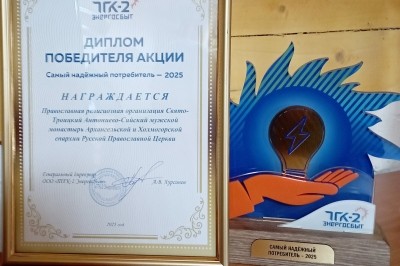 ТГК-2
ЭНЕРГОСБЫТ
ДИПЛОМ
ПОБЕДИТЕЛЯ АКЦИИ
Самый надёжный потребитель — 2025
НАГРАЖДАЕТСЯ
Православная религиозная организация Свято-
Троицкий Антониево-Сийский мужской
монастырь Архангельской и Холмогорской
епархии Русской Православной Церкви
Генеральный директор
ООО «ТГК-2 Энергосбыт»
2025 год
ТГК-2
ЭНЕРГОСБЫТ
САМЫЙ НАДЁЖНЫЙ
ПОТРЕБИТЕЛЬ – 2025